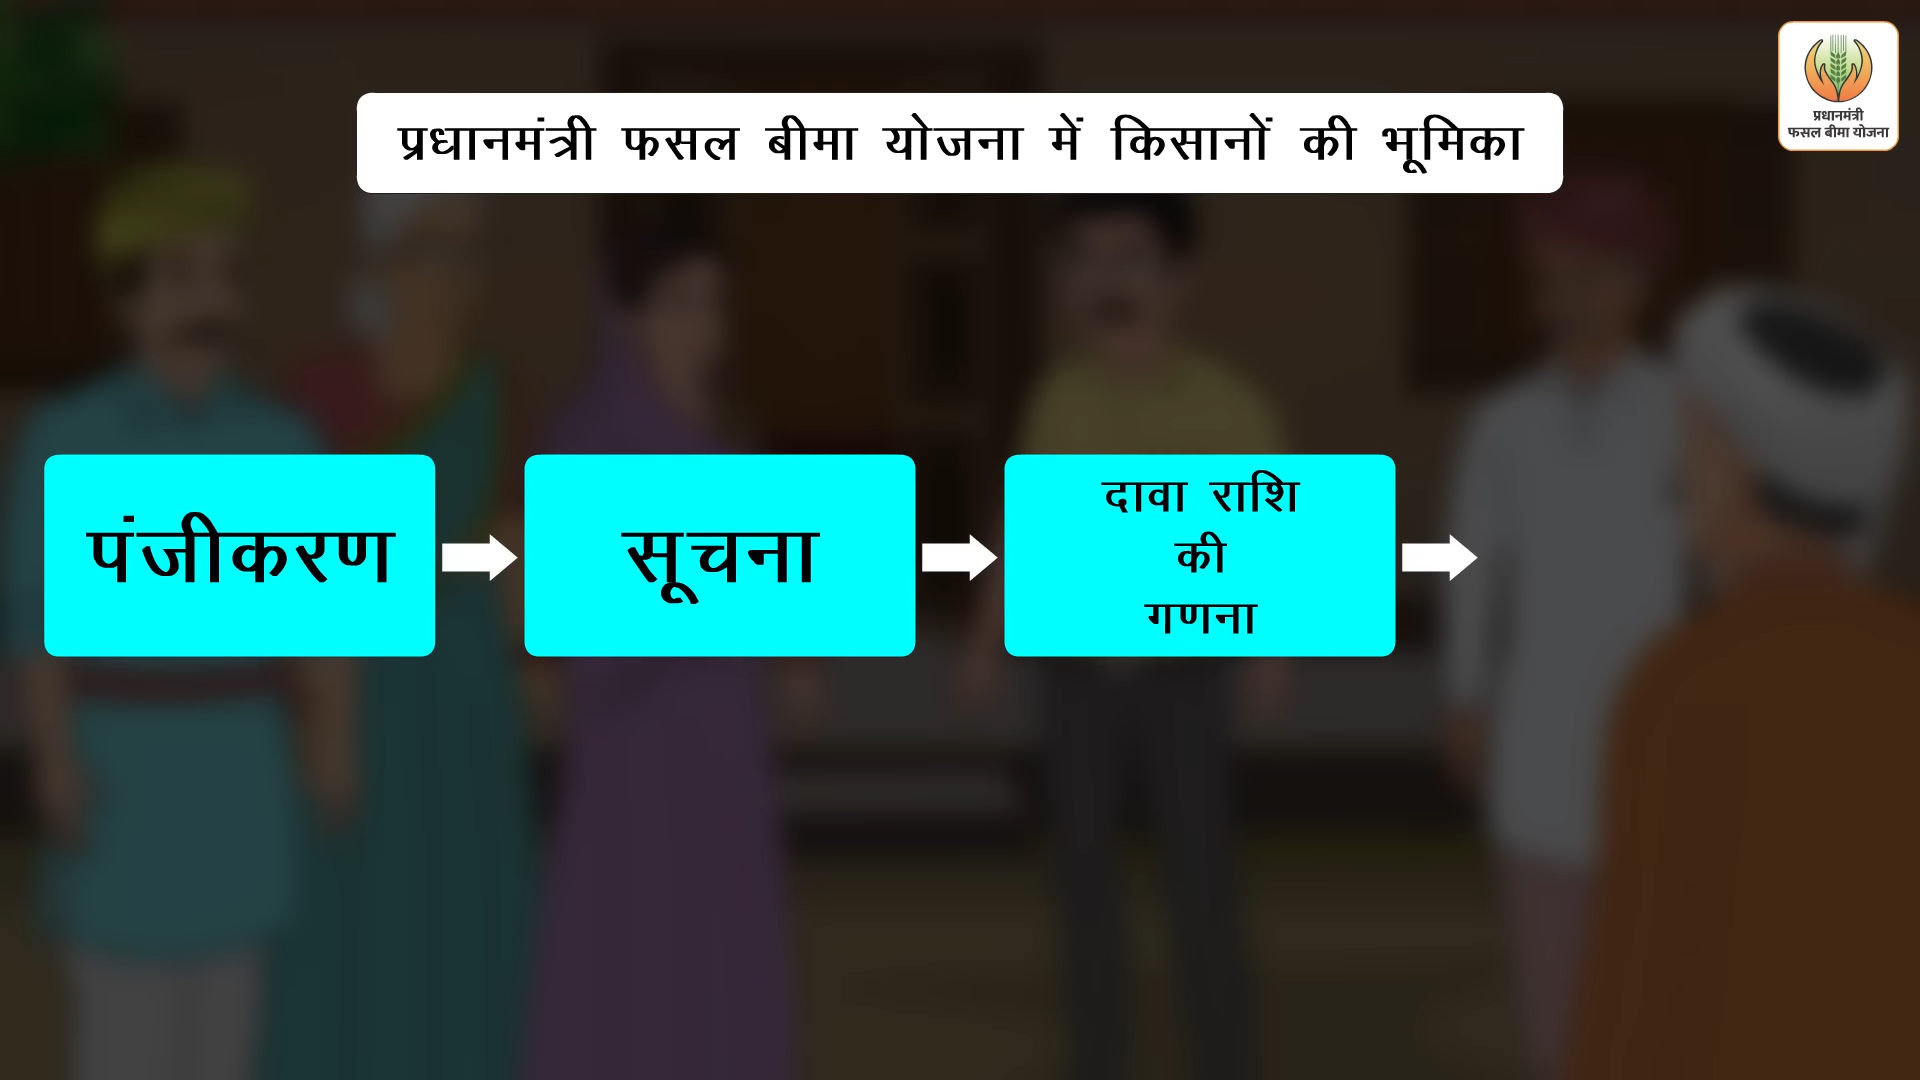 प्रधानमंत्री
फसल बीमा योजना
प्रधानमंत्री फसल बीमा योजना में किसानों की भूमिका
पंजीकरण
सूचना
दावा राशि
की
गणना